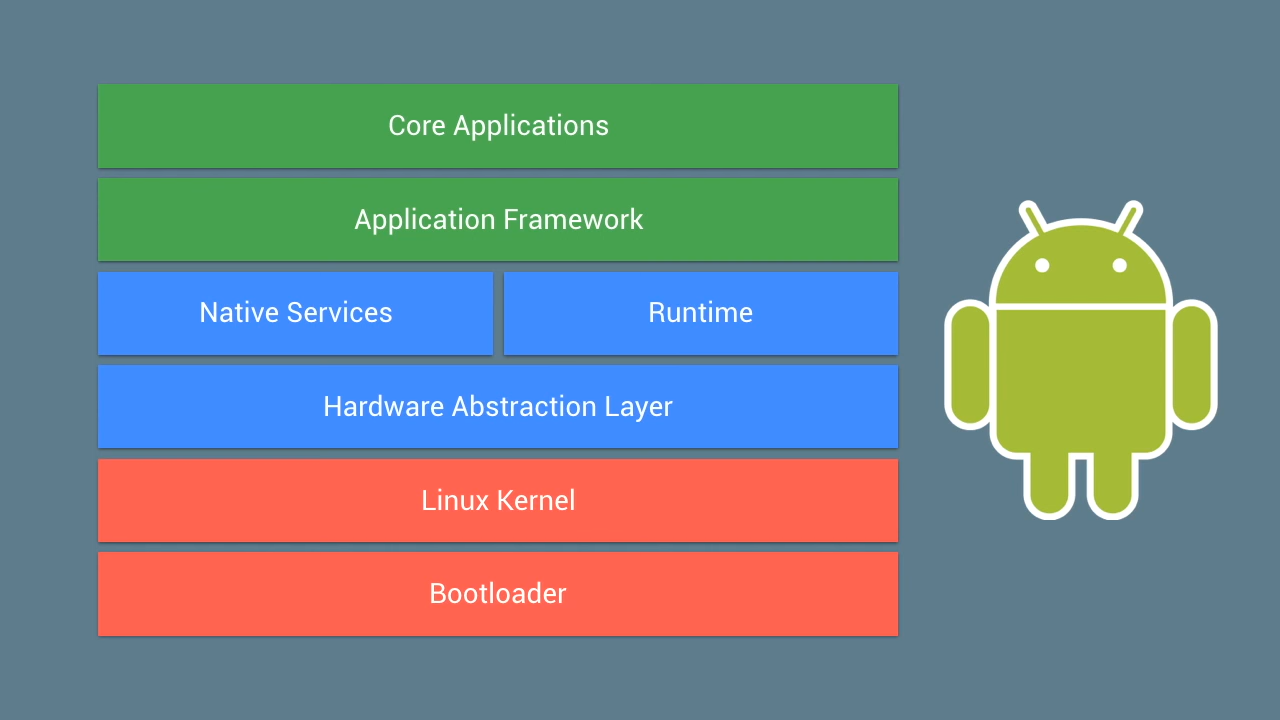 Core Applications
Application Framework
Native Services
Runtime
Hardware Abstraction Layer
Linux Kernel
Bootloader